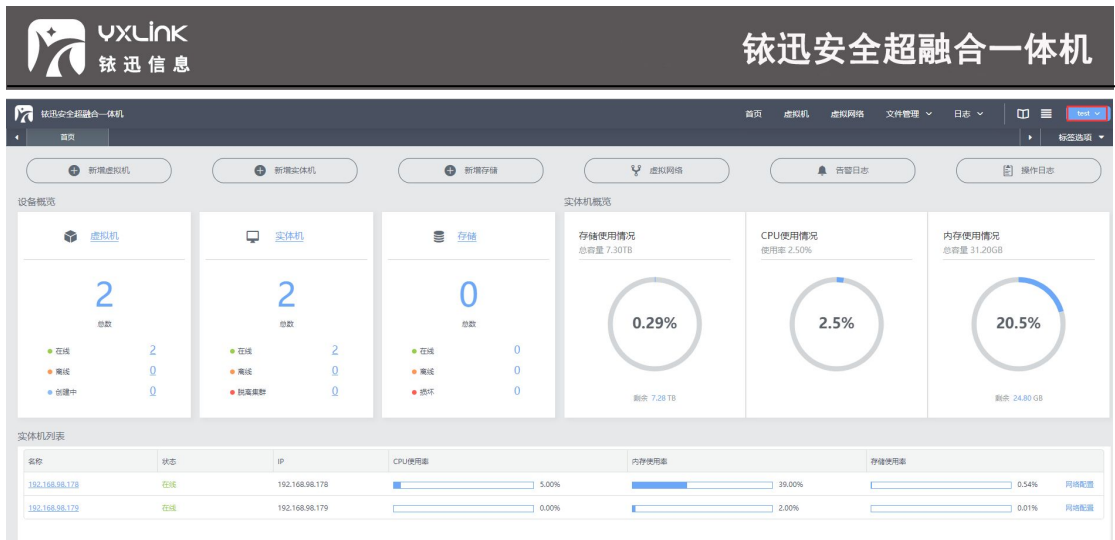 YXLINK
铱迅信息
铱迅安全超融合一体机
铱迅安全超融合一体机 首页 虚拟机 虚拟网络 文件管理 日志 test
首页 标签选项
新增虚拟机 新增实体机 新增存储 虚拟网络 告警日志 操作日志
设备概览 实体机概览
虚拟机 实体机 存储 存储使用情况 CPU使用情况 内存使用情况
总容量 7.30TB 使用率 2.50% 总容量 31.20GB
2 2 0
0.29% 2.5% 20.5%
总数 总数 总数
在线 2 在线 2 在线 0
离线 0 离线 0 离线 0
创建中 0 脱离集群 0 损坏 0
剩余 7.28 TB 剩余 24.80 GB
实体机列表
名称 状态 IP CPU使用率 内存使用率 存储使用率
192.168.98.178 在线 192.168.98.178 5.00% 39.00% 0.54% 网络配置
192.168.98.179 在线 192.168.98.179 0.00% 2.00% 0.01% 网络配置